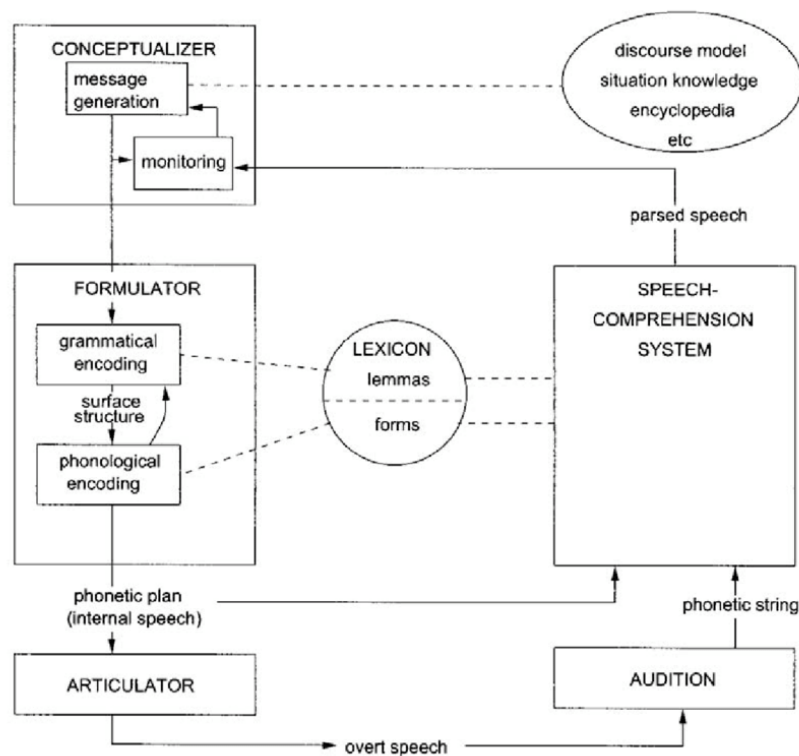 CONCEPTUALIZER
message
generation
monitoring
discourse model
situation knowledge
encyclopedia
etc
parsed speech
FORMULATOR
grammatical
encoding
surface
structure
phonological
encoding
LEXICON
lemmas
forms
SPEECH-
COMPREHENSION
SYSTEM
phonetic plan
(internal speech)
phonetic string
ARTICULATOR
AUDITION
overt speech